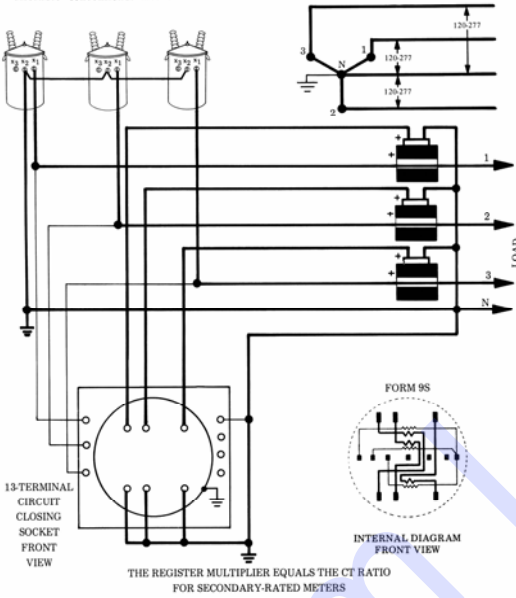 X3 X2 X1
X3 X2 X1
X3 X2 X1
3
1
N
2
120-277
120-277
120-277
+
+
1
+
+
2
+
+
3
N
LOAD
FORM 9S
13-TERMINAL
CIRCUIT
CLOSING
SOCKET
FRONT
VIEW
INTERNAL DIAGRAM
FRONT VIEW
THE REGISTER MULTIPLIER EQUALS THE CT RATIO
FOR SECONDARY-RATED METERS